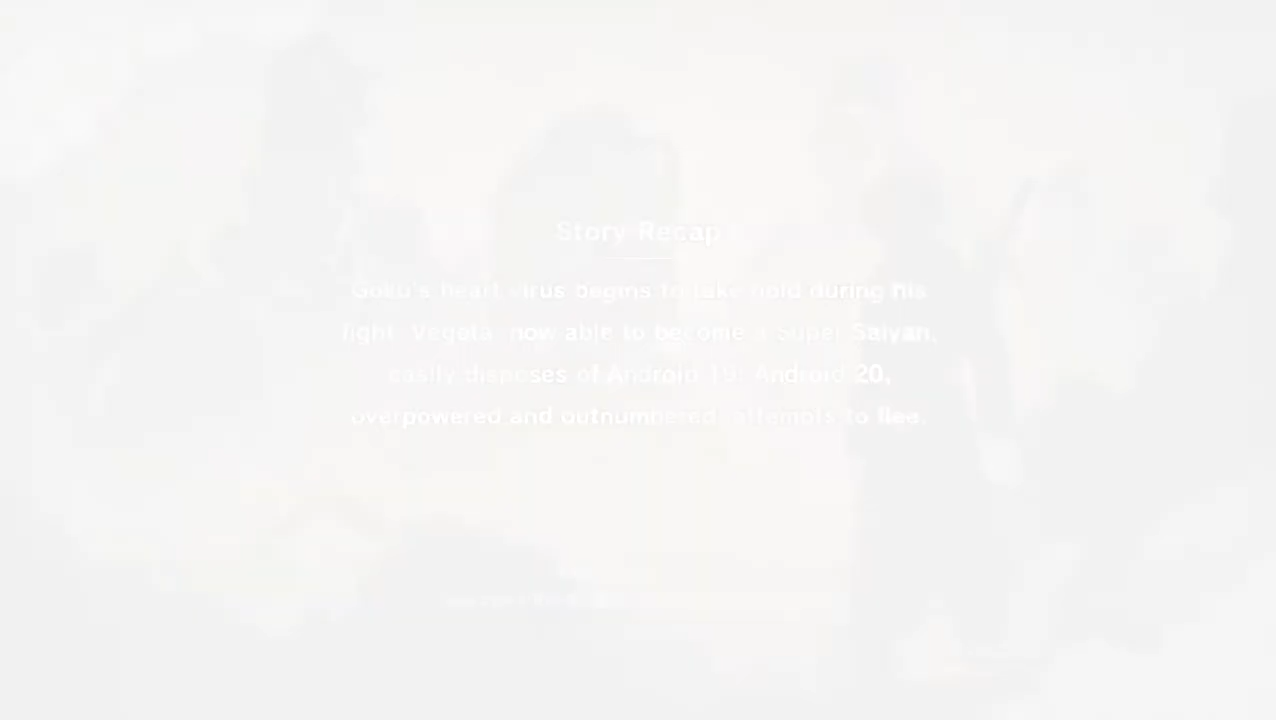 Story Recap
Goku's heart virus begins to take hold during his
fight. Vegeta, now able to become a Super Saiyan,
easily disposes of Android 19. Android 20,
overpowered and outnumbered, attempts to flee.